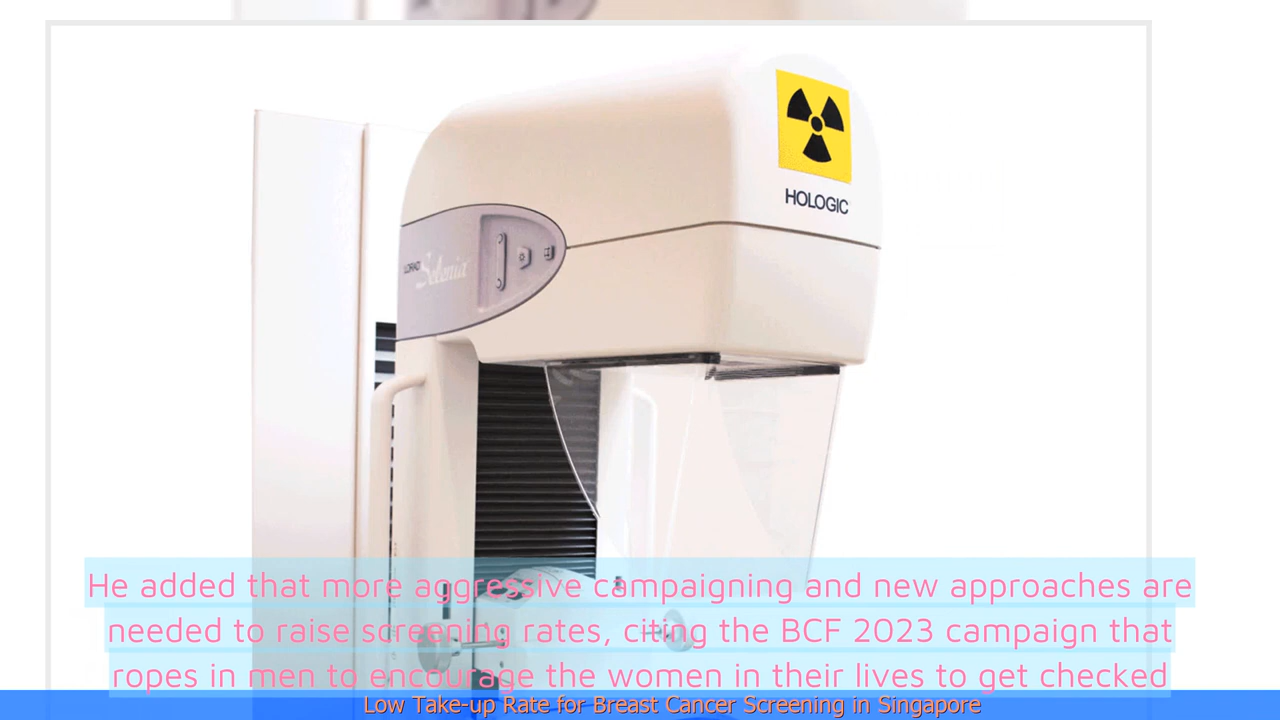 HOLOGIC
LORAD Selenia
He added that more aggressive campaigning and new approaches are
needed to raise screening rates, citing the BCF 2023 campaign that
ropes in men to encourage the women in their lives to get checked
Low Take-up Rate for Breast Cancer Screening in Singapore